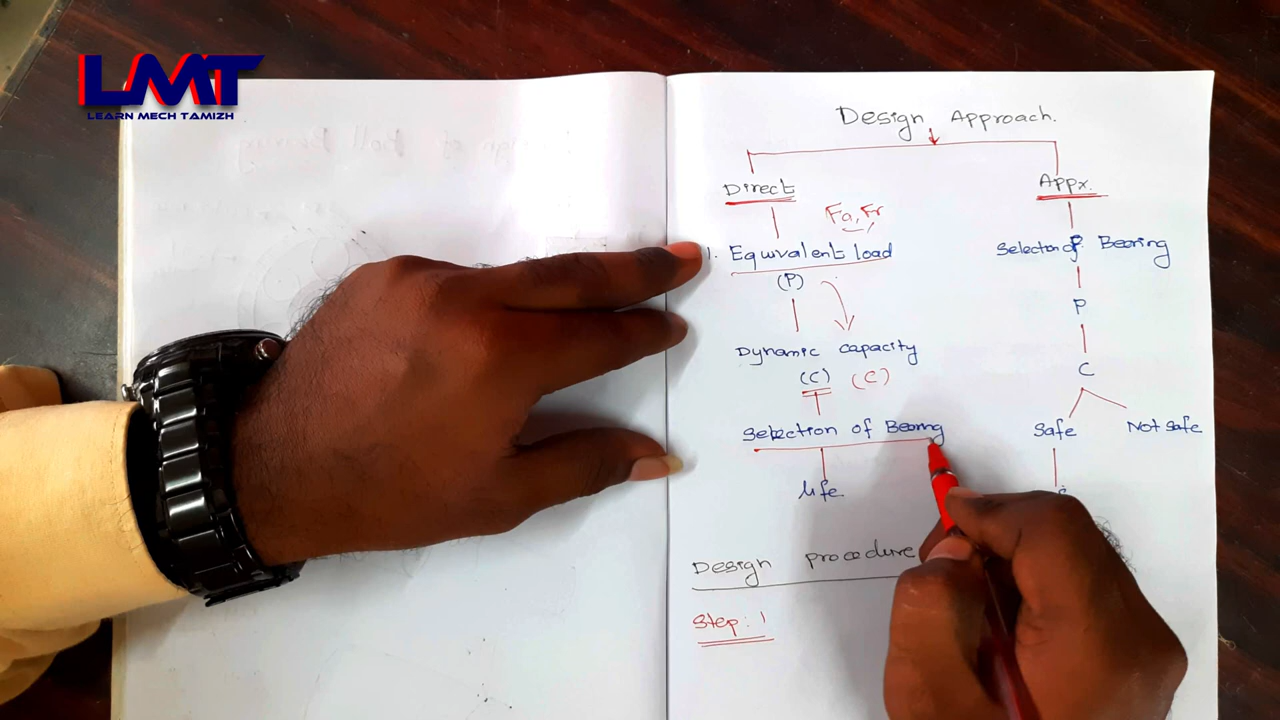 LMT
LEARN MECH TAMIZH
Design Approach.
Direct
Appx.
Fa, Fr
1. Equivalent load
(P)
Selection of Bearing
P
Dynamic capacity
(C) (C)
C
Selection of Bearing
Safe
Not safe
life
Design procedure
Step: 1